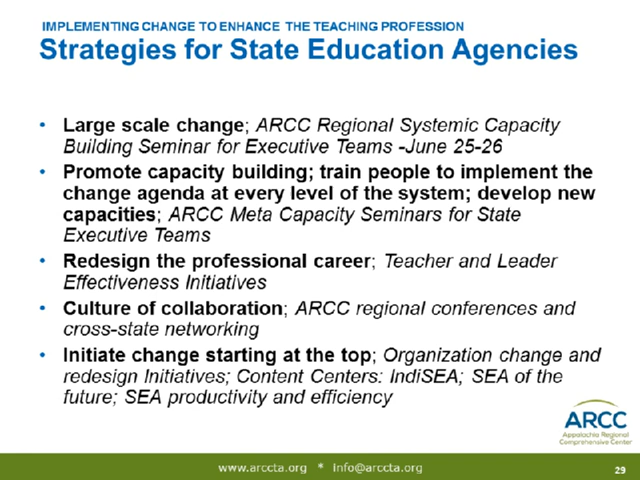 IMPLEMENTING CHANGE TO ENHANCE THE TEACHING PROFESSION
Strategies for State Education Agencies
• Large scale change; ARCC Regional Systemic Capacity
Building Seminar for Executive Teams -June 25-26
• Promote capacity building; train people to implement the
change agenda at every level of the system; develop new
capacities; ARCC Meta Capacity Seminars for State
Executive Teams
• Redesign the professional career; Teacher and Leader
Effectiveness Initiatives
• Culture of collaboration; ARCC regional conferences and
cross-state networking
• Initiate change starting at the top; Organization change and
redesign Initiatives; Content Centers: IndiSEA; SEA of the
future; SEA productivity and efficiency
ARCC
Appalachia Regional
Comprehensive Center
www.arccta.org * Info@arccta.org
29